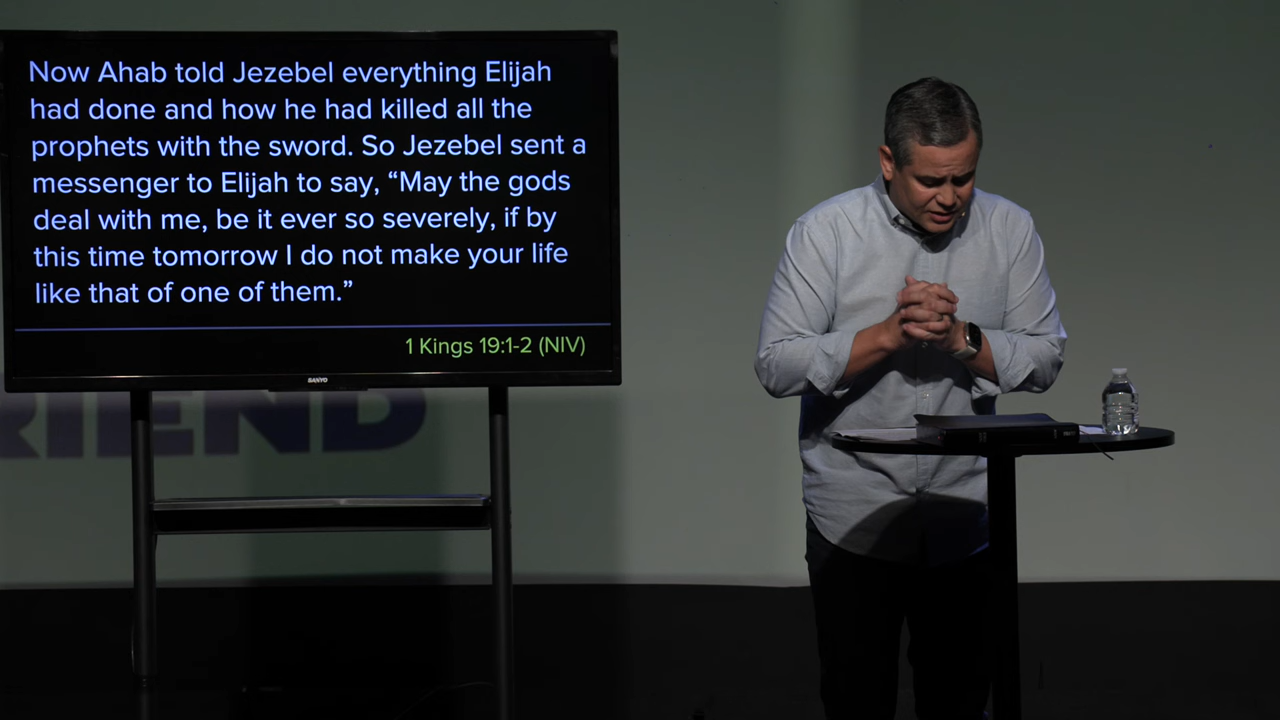 Now Ahab told Jezebel everything Elijah
had done and how he had killed all the
prophets with the sword. So Jezebel sent a
messenger to Elijah to say, “May the gods
deal with me, be it ever so severely, if by
this time tomorrow I do not make your life
like that of one of them.”
1 Kings 19:1-2 (NIV)
SANYO
RIEND